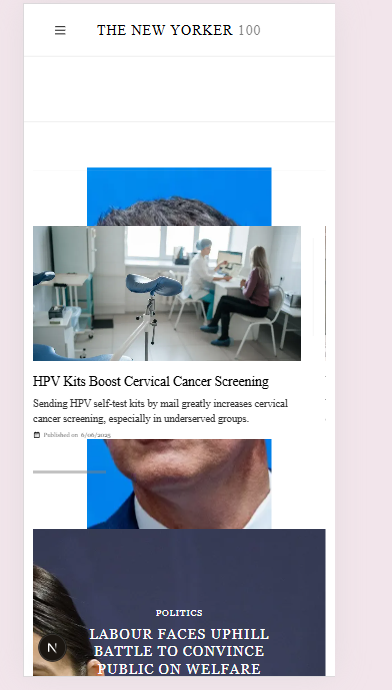 THE NEW YORKER 100
HPV Kits Boost Cervical Cancer Screening
Sending HPV self-test kits by mail greatly increases cervical
cancer screening, especially in underserved groups.
Published on 6/06/2025
POLITICS
LABOUR FACES UPHILL
BATTLE TO CONVINCE
PUBLIC ON WELFARE
N